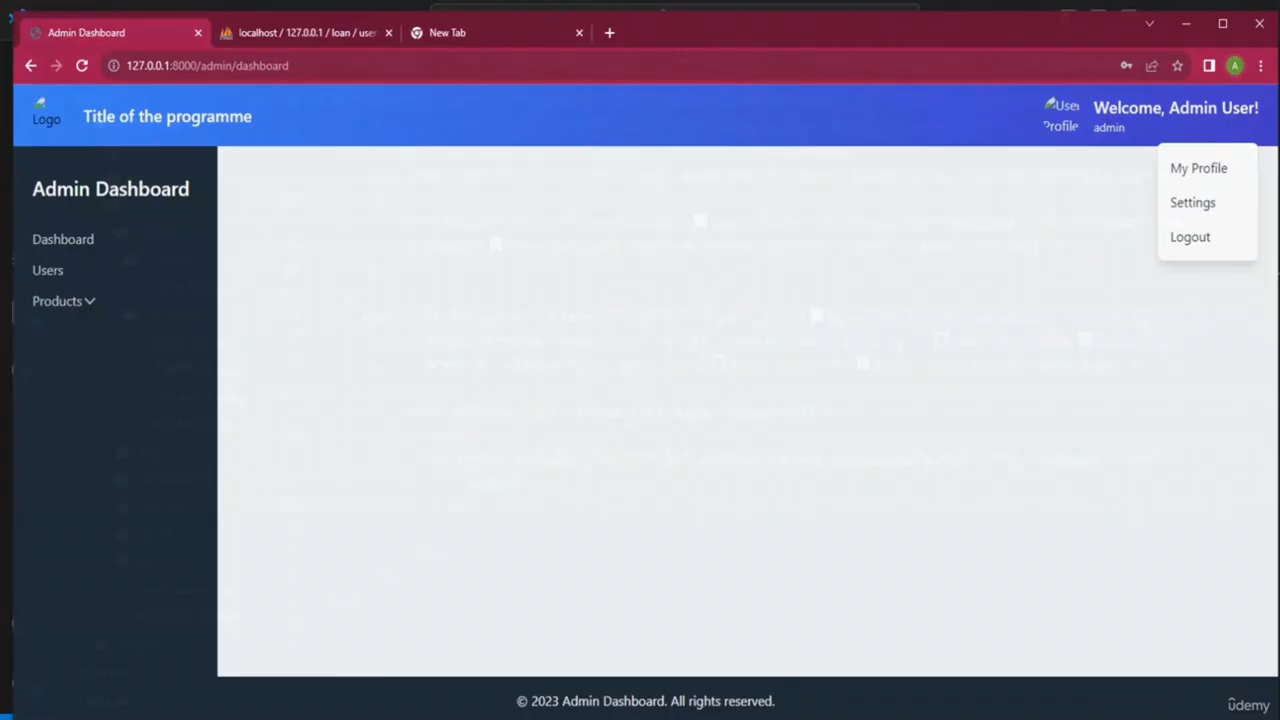 Admin Dashboard
localhost / 127.0.0.1 / loan / user
New Tab
127.0.0.1:8000/admin/dashboard
A
Logo
Title of the programme
User
Profile
Welcome, Admin User!
admin
My Profile
Settings
Logout
Admin Dashboard
Dashboard
Users
Products
© 2023 Admin Dashboard. All rights reserved.
ûdemy